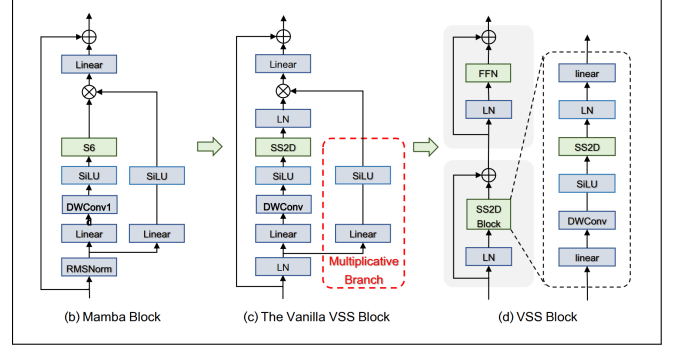 Linear
S6
SiLU
SiLU
DWConv1
d
Linear
Linear
RMSNorm
(b) Mamba Block
Linear
LN
SS2D
SiLU
SiLU
DWConv
Linear
Linear
LN
Multiplicative
Branch
(c) The Vanilla VSS Block
FFN
LN
SS2D
Block
LN
linear
LN
SS2D
SiLU
DWConv
linear
(d) VSS Block